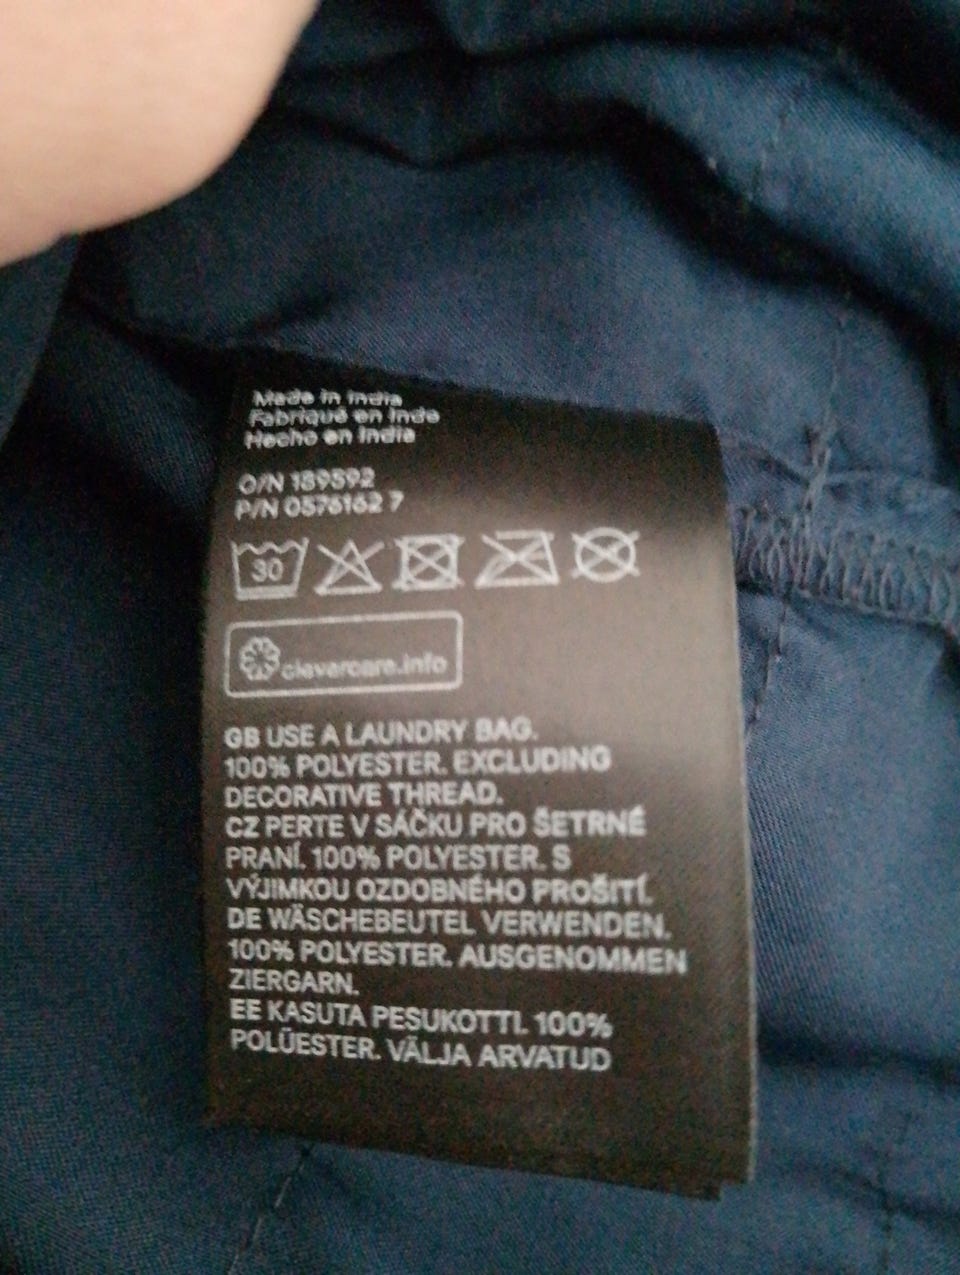 Made in India
Fabriqué en Inde
Hecho en India
O/N 189592
P/N 0576162 7
30
clevercare.info
GB USE A LAUNDRY BAG.
100% POLYESTER. EXCLUDING
DECORATIVE THREAD.
CZ PERTE V SÁČKU PRO ŠETRNÉ
PRANÍ. 100% POLYESTER. S
VÝJIMKOU OZDOBNÉHO PROŠITÍ.
DE WÄSCHEBEUTEL VERWENDEN.
100% POLYESTER. AUSGENOMMEN
ZIERGARN.
EE KASUTA PESUKOTTI. 100%
POLÜESTER. VÄLJA ARVATUD